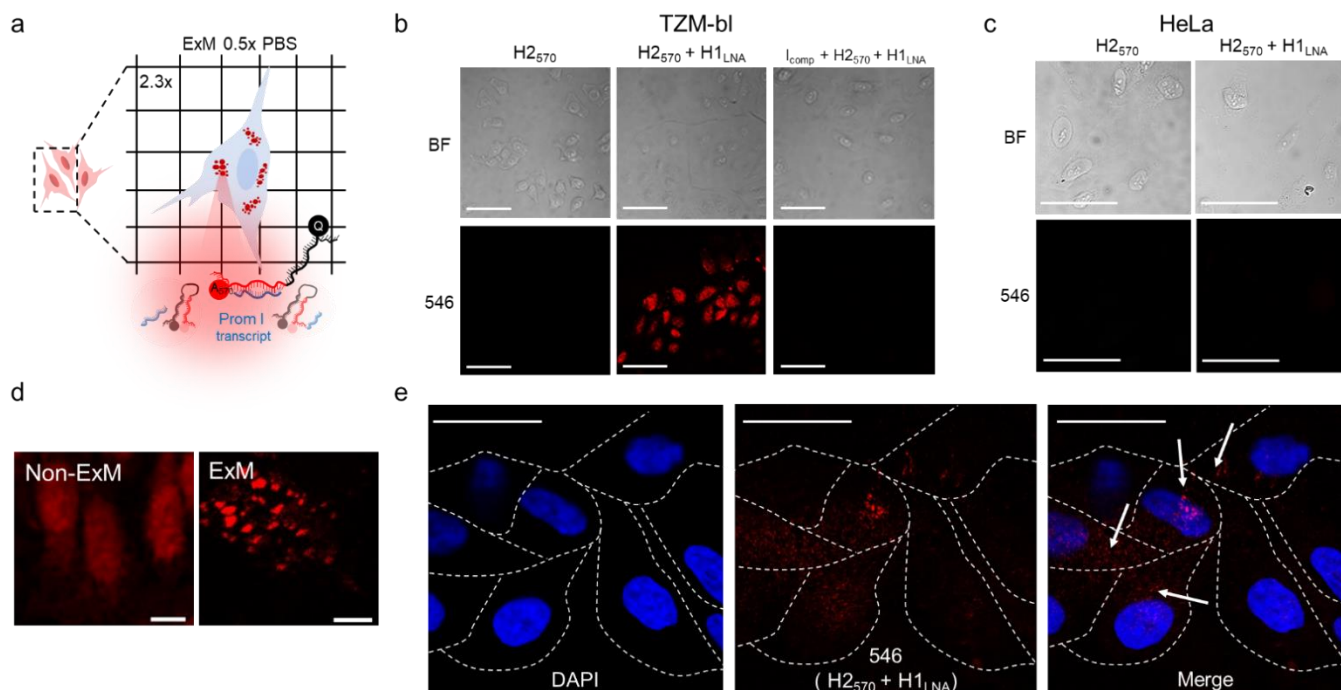 a
ExM 0.5x PBS
2.3x
Q
Prom I
transcript
b
TZM-bl
H2₅₇₀
H2₅₇₀ + H1LNA
Icomp + H2₅₇₀ + H1LNA
BF
546
c
HeLa
H2₅₇₀
H2₅₇₀ + H1LNA
BF
546
d
Non-ExM
ExM
e
DAPI
546
( H2₅₇₀ + H1LNA)
Merge